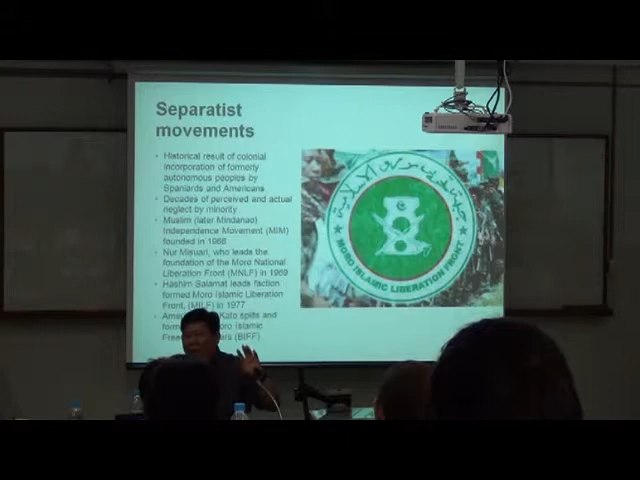 Separatist
movements
• Historical result of colonial
incorporation of formerly
autonomous peoples by
Spaniards and Americans.
• Decades of perceived and actual
neglect by minority.
• Muslim (later Mindanao)
Independence Movement (MIM)
founded in 1968
• Nur Misuari, who leads the
foundation of the Moro National
Liberation Front (MNLF) in 1969
• Hashim Salamat leads faction
formed Moro Islamic Liberation
Front, (MILF) in 1977
Kato splits and
Islamic
(BIFF)
MORO ISLAMIC LIBERATION FRONT